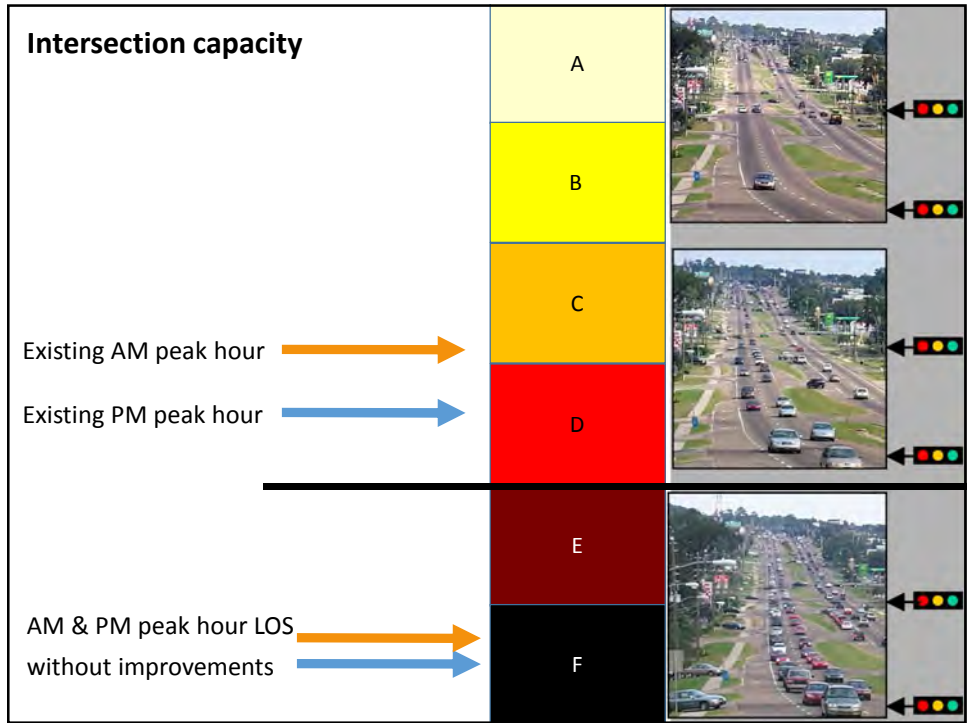 Intersection capacity
A
B
C
Existing AM peak hour
Existing PM peak hour
D
E
AM & PM peak hour LOS
without improvements
F